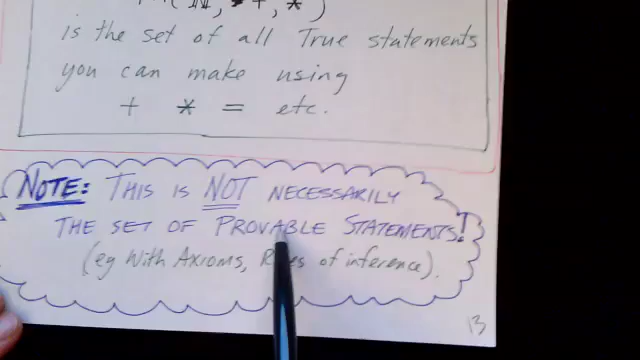 (ℕ, +, *)
is the set of all True statements
you can make using
+ * = etc.
NOTE: THIS IS NOT NECESSARILY
THE SET OF PROVABLE STATEMENTS!
(eg With Axioms, of inference).
13